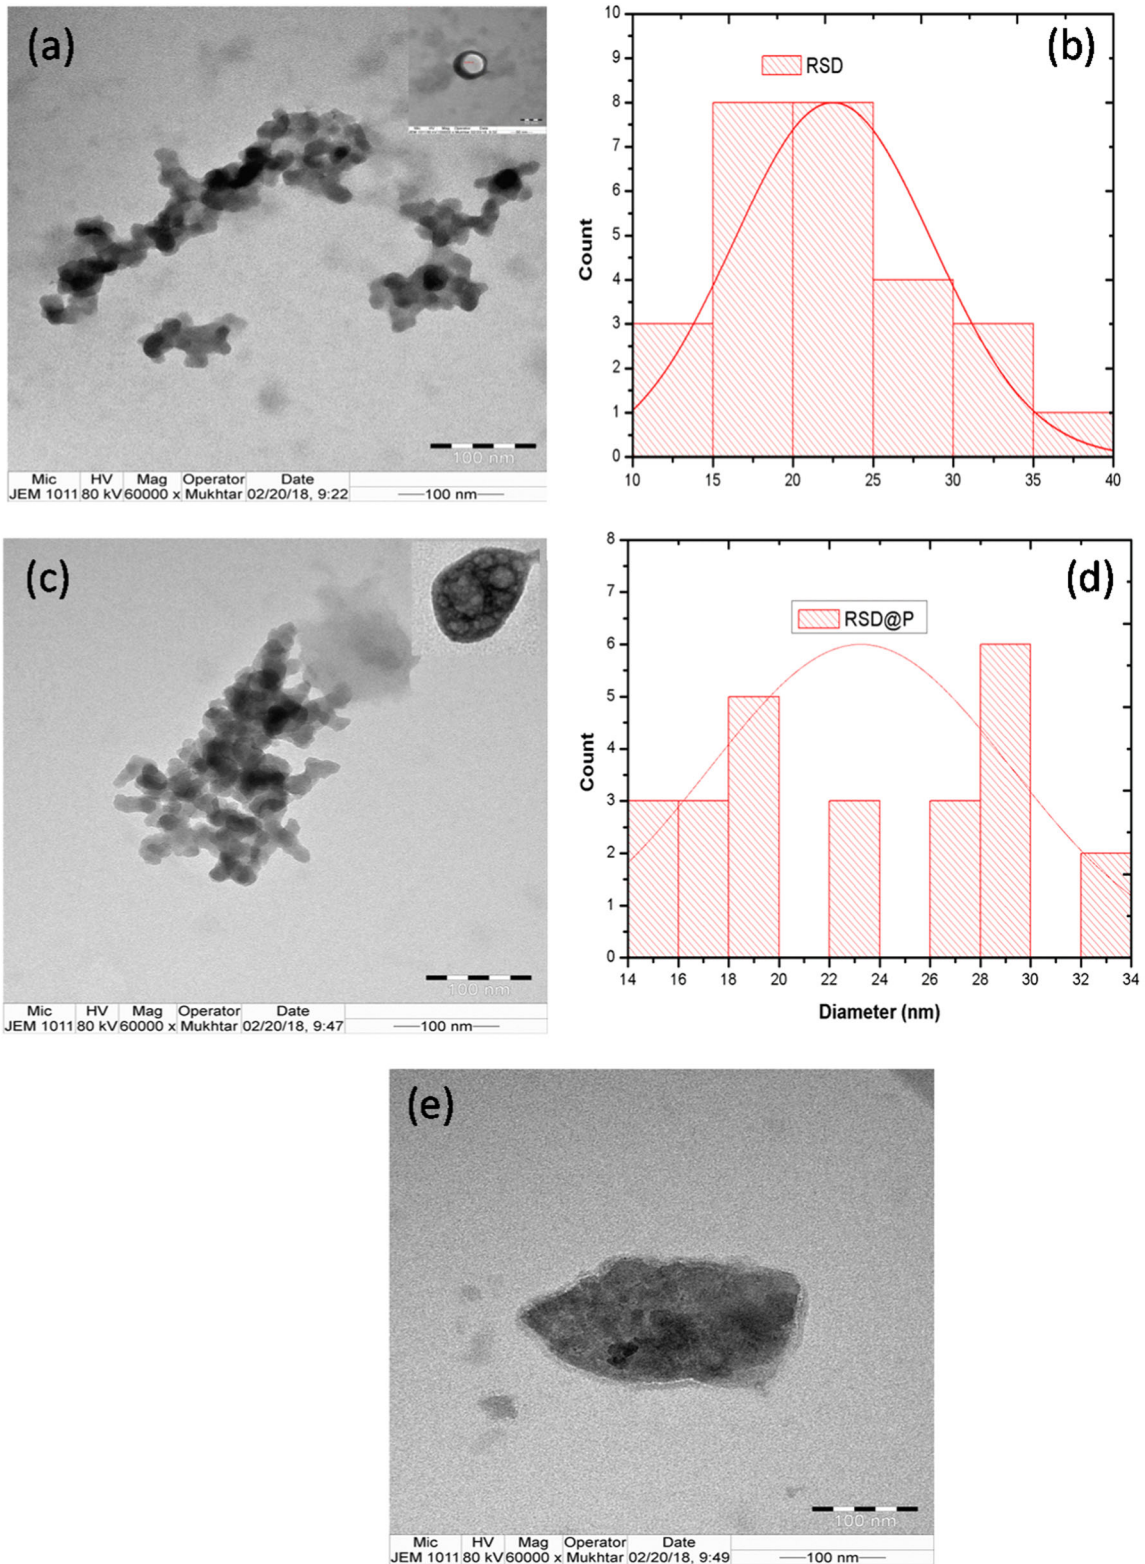 (a)
Mic HV Mag Operator Date
JEM 1011 80 kV 60000 x Mukhtar 02/20/18, 9:22
100 nm
100 nm
(b)
RSD
Count
10
9
8
7
6
5
4
3
2
1
0
10 15 20 25 30 35 40
(c)
100 nm
Mic HV Mag Operator Date
JEM 1011 80 kV 60000 x Mukhtar 02/20/18, 9:47
100 nm
(d)
RSD@P
Count
8
7
6
5
4
3
2
1
0
14 16 18 20 22 24 26 28 30 32 34
Diameter (nm)
(e)
100 nm
Mic HV Mag Operator Date
JEM 1011 80 kV 60000 x Mukhtar 02/20/18, 9:49
100 nm